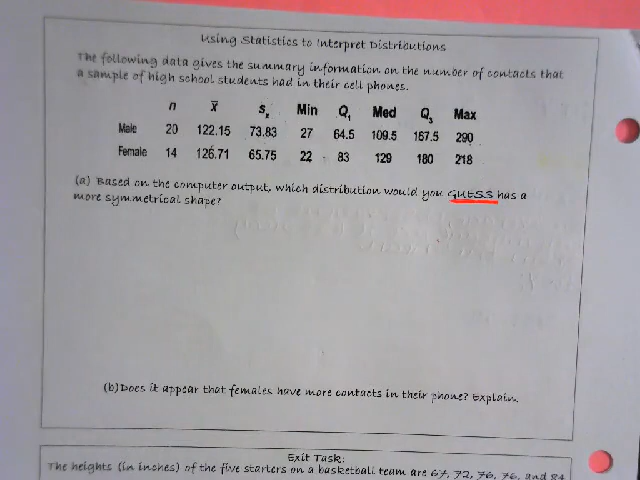 Using Statistics to Interpret Distributions
The following data gives the summary information on the number of contacts that
a sample of high school students had in their cell phones.
n x̅ Sx Min Q1 Med Q3 Max
Male 20 122.15 73.83 27 64.5 109.5 167.5 290
Female 14 126.71 65.75 22 83 129 180 218
(a) Based on the computer output, which distribution would you GUESS has a
more symmetrical shape?
(b) Does it appear that females have more contacts in their phone? Explain.
Exit Task:
The heights (in inches) of the five starters on a basketball team are 67, 72, 76, 76, and 84